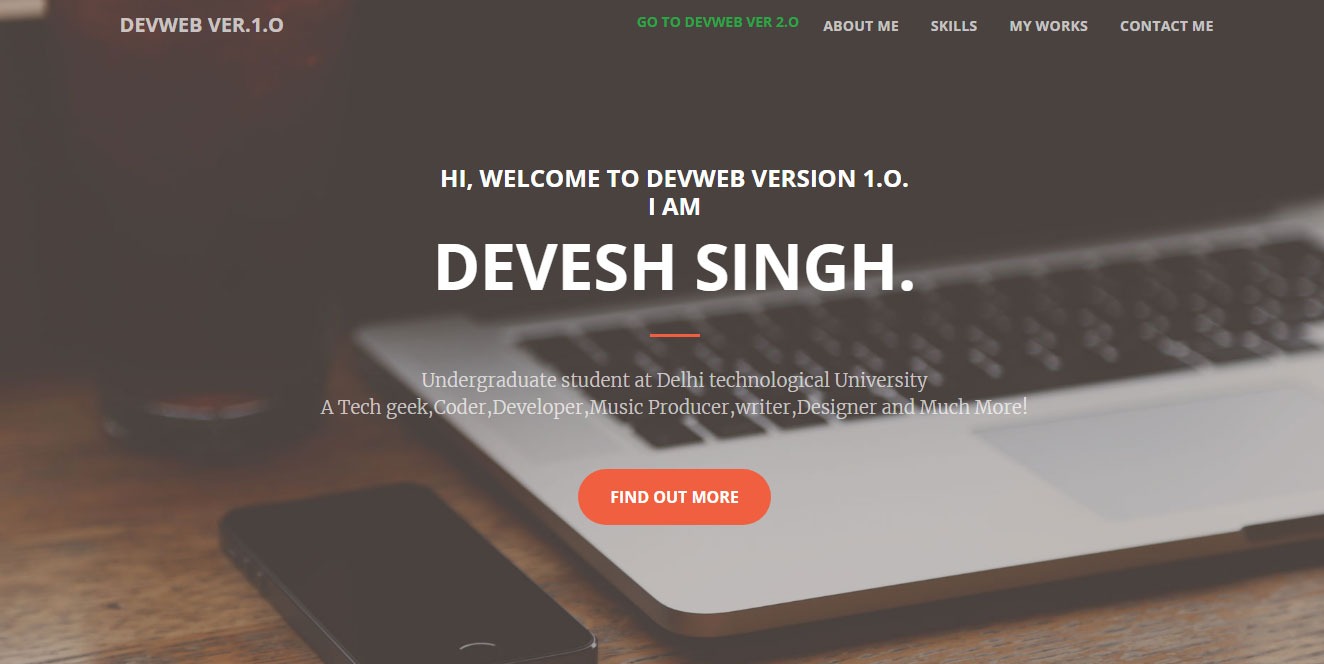 DEVWEB VER.1.O
GO TO DEVWEB VER 2.O
ABOUT ME
SKILLS
MY WORKS
CONTACT ME
HI, WELCOME TO DEVWEB VERSION 1.O.
I AM
DEVESH SINGH.
Undergraduate student at Delhi technological University
A Tech geek,Coder,Developer,Music Producer,writer,Designer and Much More!
FIND OUT MORE